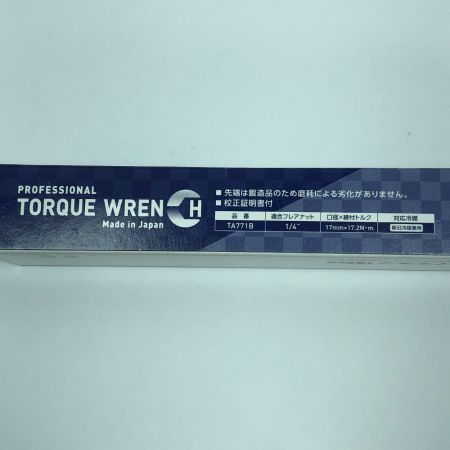 PROFESSIONAL
TORQUE WRENCH
Made in Japan
■ 先端は鍛造品のため磨耗による劣化がありません。
■ 校正証明書付
品番 適合フレアナット 口径×締付トルク 対応冷媒
TA771B 1/4" 17mm×17.2N·m 新旧冷媒兼用